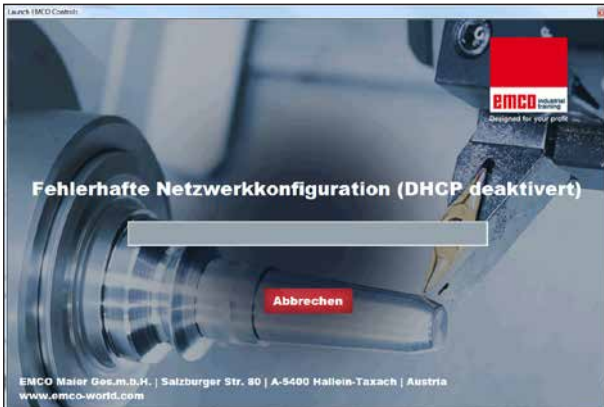 Launch EMCO Controls
emco industrial
training
Designed for your profit
Fehlerhafte Netzwerkkonfiguration (DHCP deaktivert)
Abbrechen
EMCO Maier Ges.m.b.H. | Salzburger Str. 80 | A-5400 Hallein-Taxach | Austria
www.emco-world.com